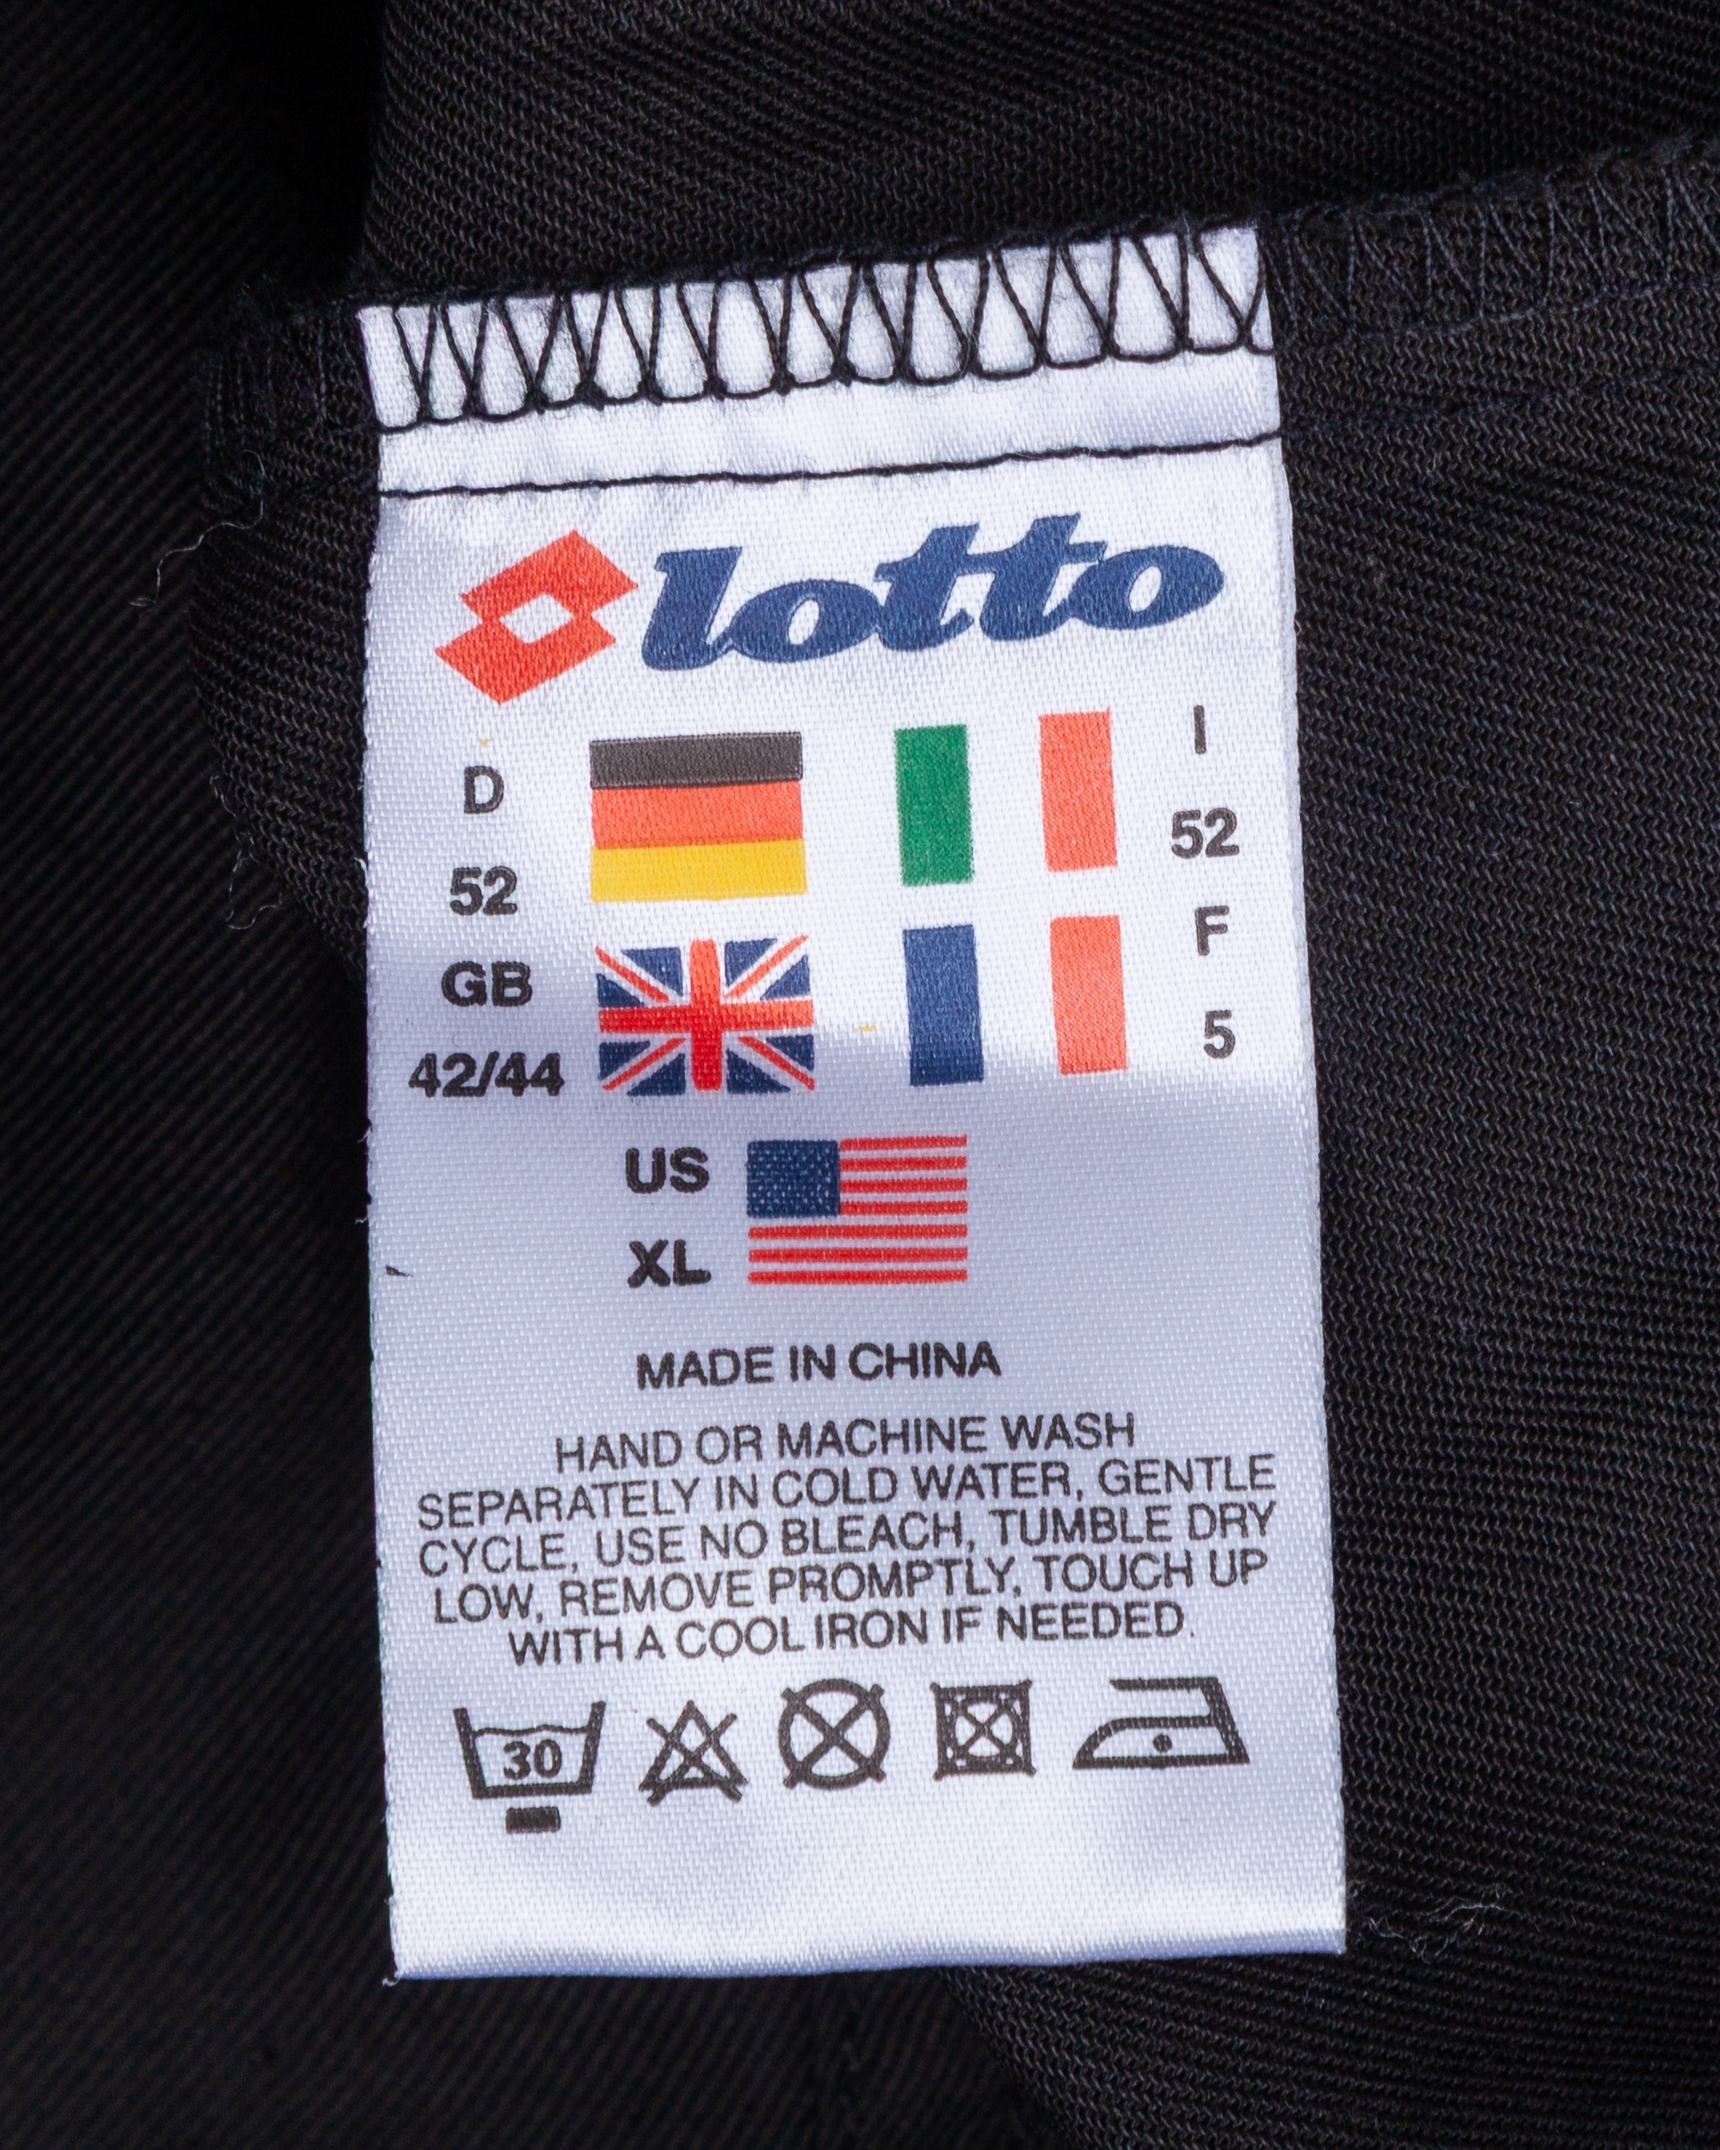 lotto
D
52
I
52
GB
42/44
F
5
US
XL
MADE IN CHINA
HAND OR MACHINE WASH
SEPARATELY IN COLD WATER, GENTLE
CYCLE, USE NO BLEACH, TUMBLE DRY
LOW, REMOVE PROMPTLY, TOUCH UP
WITH A COOL IRON IF NEEDED.
30